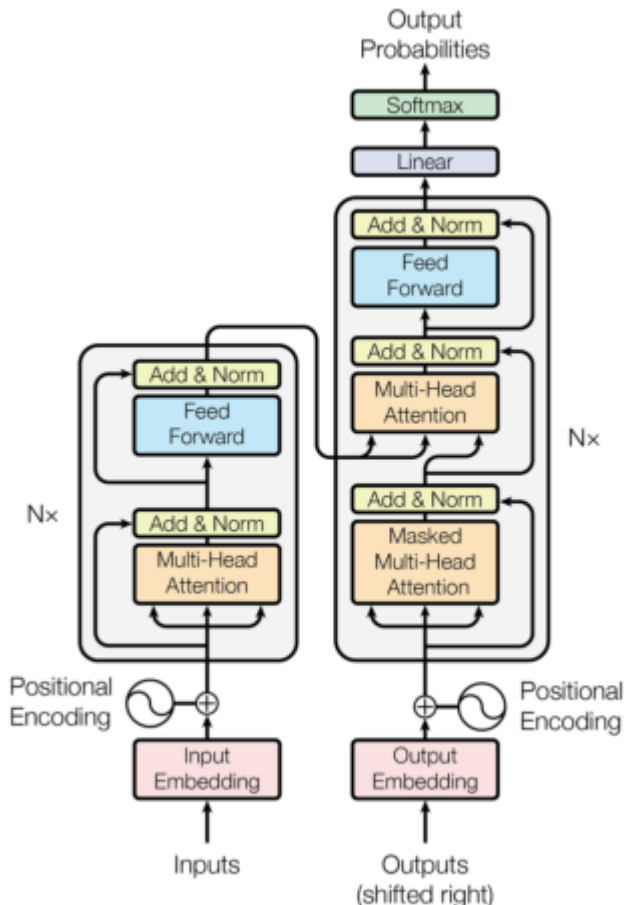 Output
Probabilities
Softmax
Linear
Add & Norm
Feed
Forward
Add & Norm
Multi-Head
Attention
Add & Norm
Masked
Multi-Head
Attention
N×
Add & Norm
Feed
Forward
Add & Norm
Multi-Head
Attention
N×
Positional
Encoding
Positional
Encoding
Input
Embedding
Output
Embedding
Inputs
Outputs
(shifted right)